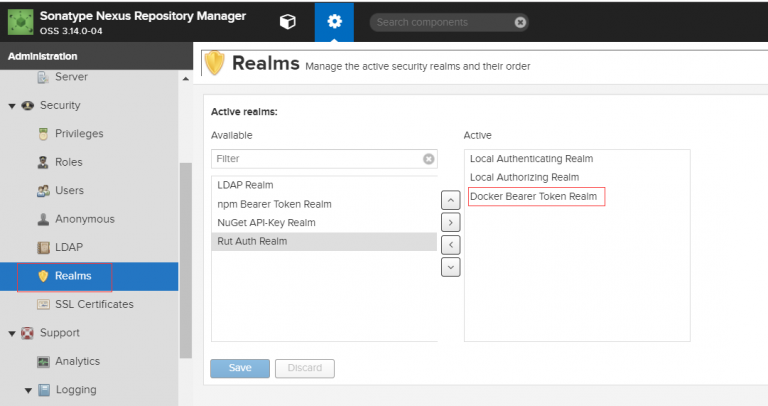 Sonatype Nexus Repository Manager
OSS 3.14.0-04
Search components
Administration
Server
Security
Privileges
Roles
Users
Anonymous
LDAP
Realms
SSL Certificates
Support
Analytics
Logging
Realms Manage the active security realms and their order
Active realms:
Available
Filter
LDAP Realm
npm Bearer Token Realm
NuGet API-Key Realm
Rut Auth Realm
Active
Local Authenticating Realm
Local Authorizing Realm
Docker Bearer Token Realm
Save
Discard